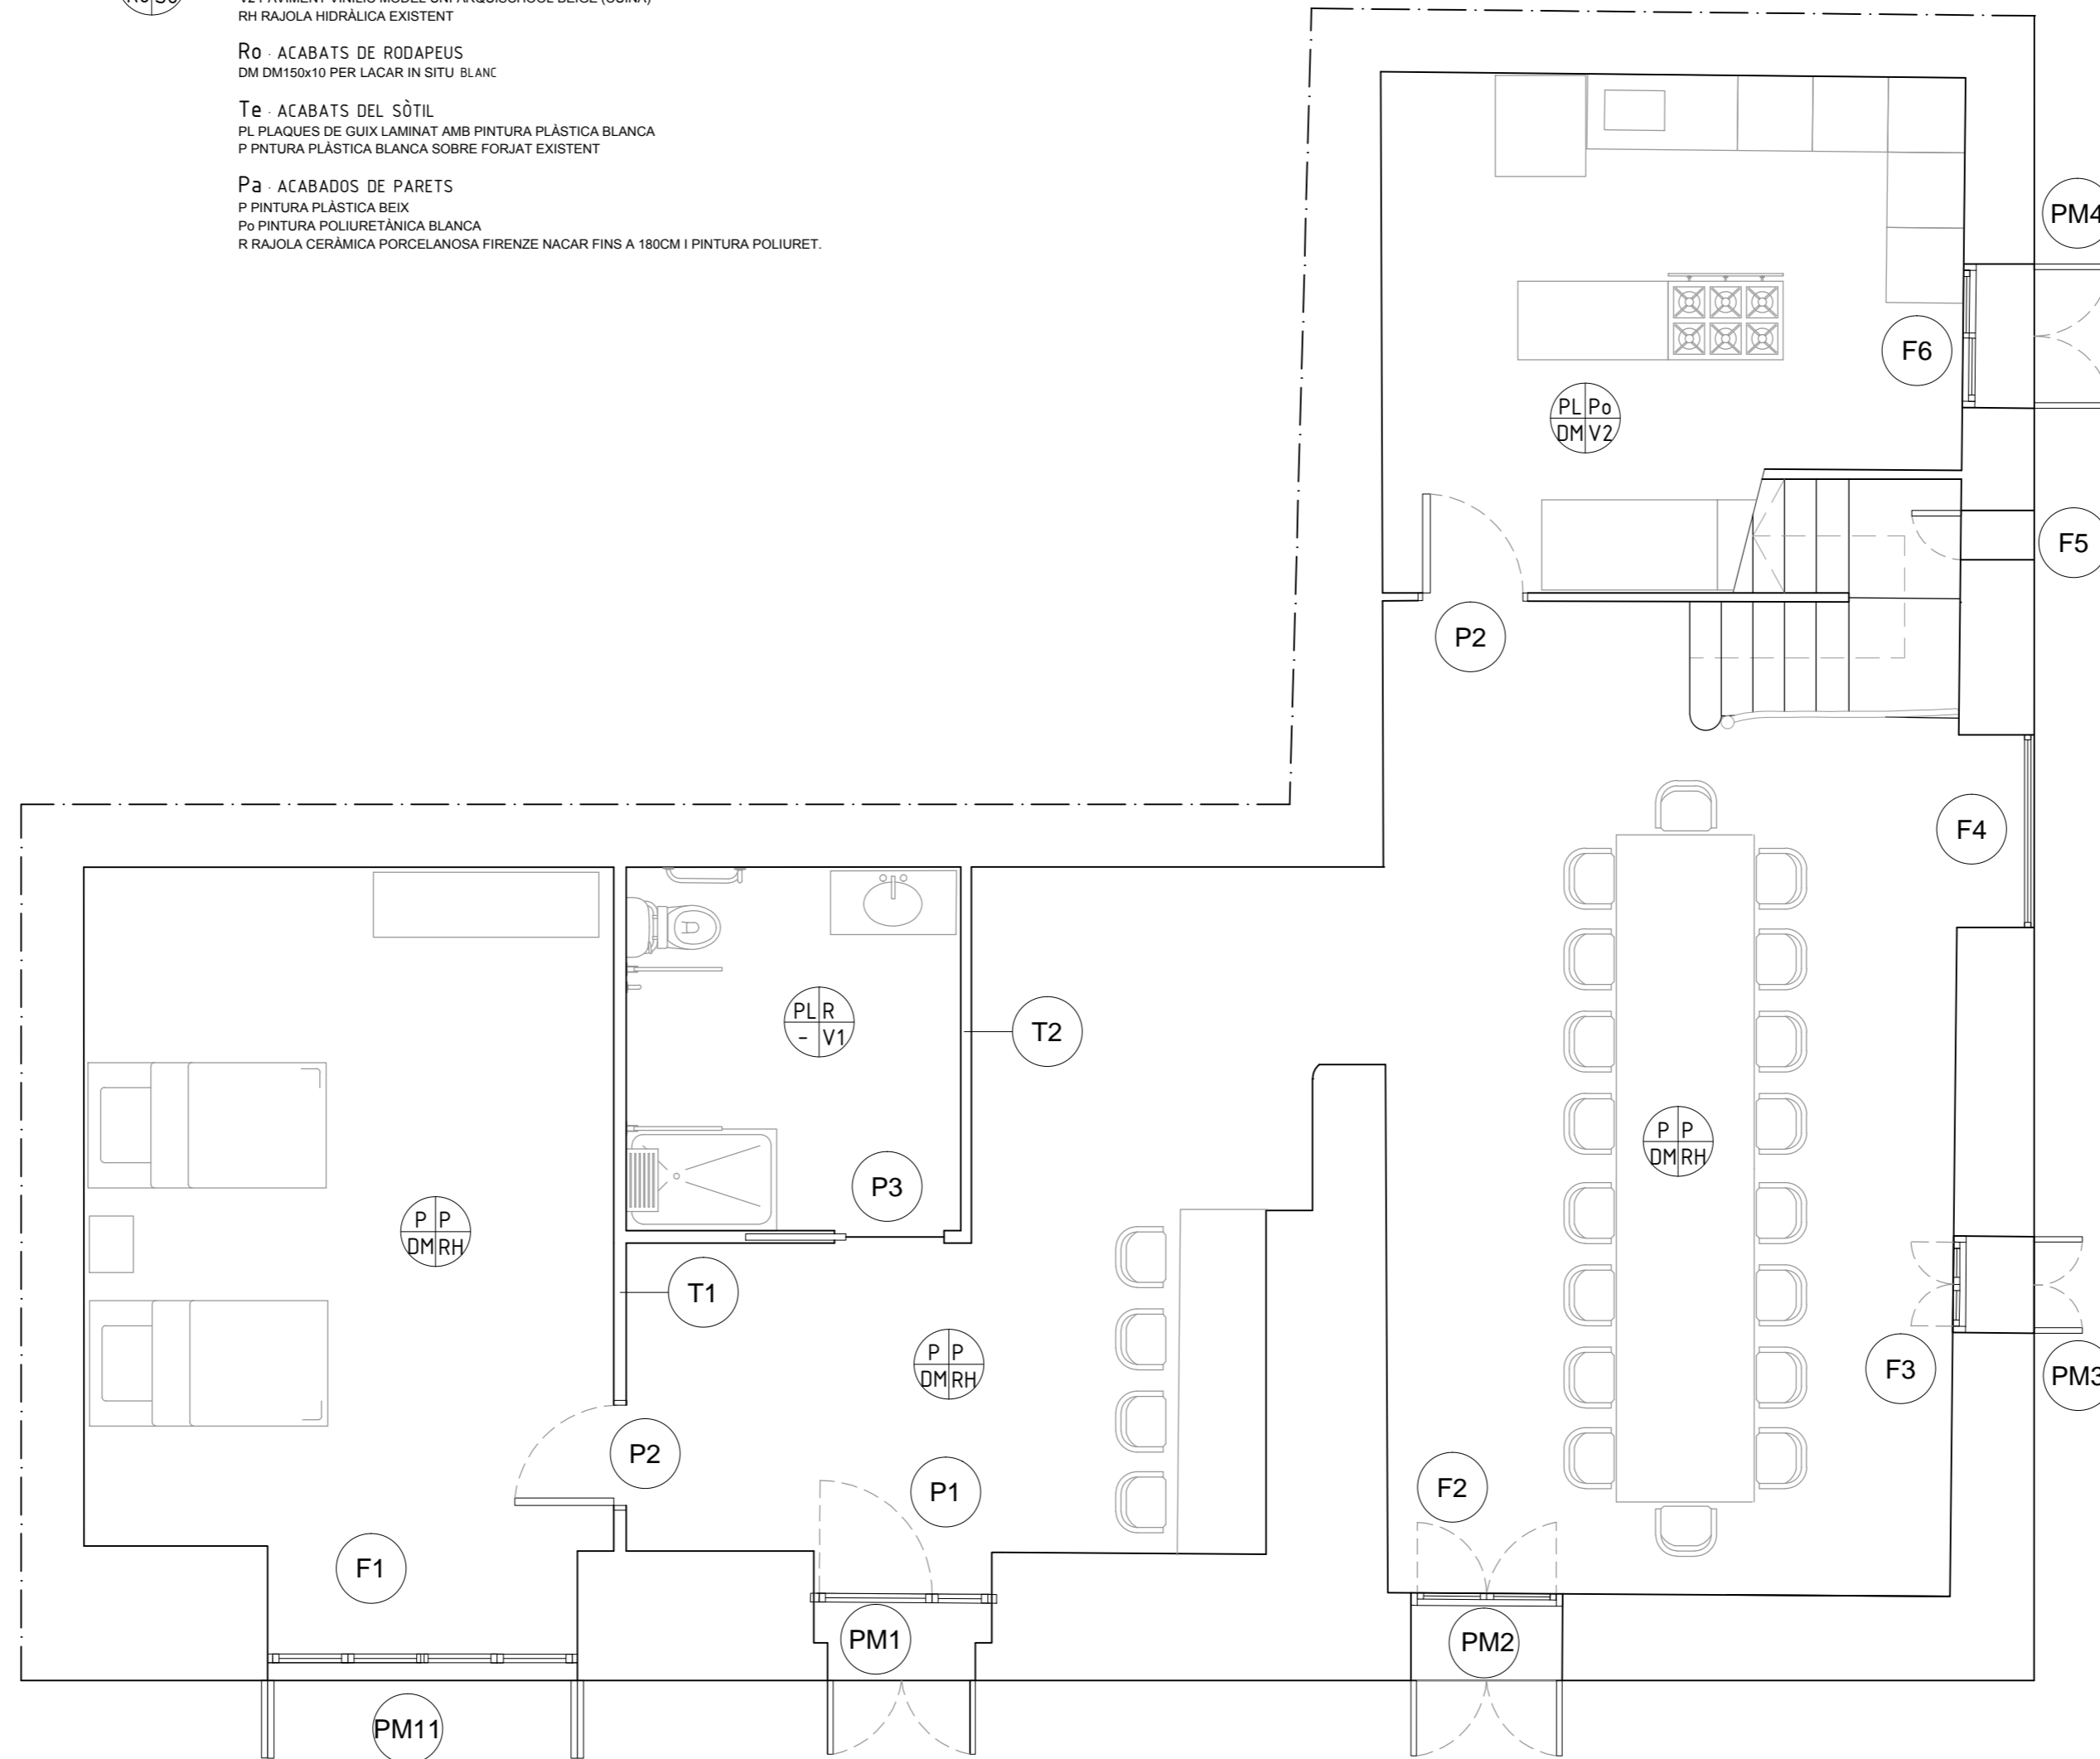 RH RAJOLA HIDRÀLICA EXISTENT
Ro - ACABATS DE RODAPEUS
DM DM150x10 PER LACAR IN SITU BLANC
Te - ACABATS DEL SÒTIL
PL PLAQUES DE GUIX LAMINAT AMB PINTURA PLÀSTICA BLANCA
P PNTURA PLÀSTICA BLANCA SOBRE FORJAT EXISTENT
Pa - ACABADOS DE PARETS
P PINTURA PLÀSTICA BEIX
Po PINTURA POLIURETÀNICA BLANCA
R RAJOLA CERÀMICA PORCELANOSA FIRENZE NACAR FINS A 180CM I PINTURA POLIURET.
PM4
F6
PL Po
DM V2
F5
P2
F4
PL R
- V1
T2
P P
DM RH
P3
P P
DM RH
T1
P P
DM RH
F3
PM3
P2
P1
F2
F1
PM1
PM2
PM11